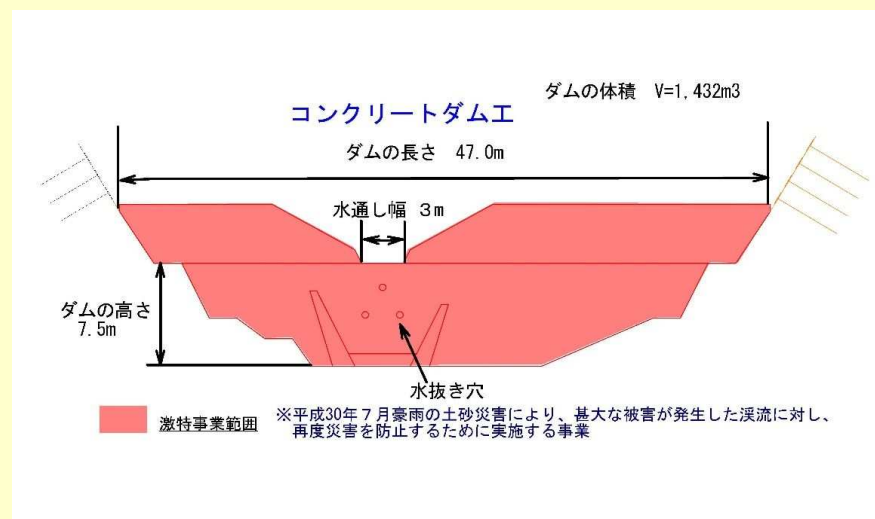 ダムの体積 V=1,432m3
コンクリートダム工
ダムの長さ 47.0m
水通し幅 3m
ダムの高さ
7.5m
水抜き穴
激特事業範囲
※平成30年7月豪雨の土砂災害により、甚大な被害が発生した渓流に対し、
再度災害を防止するために実施する事業